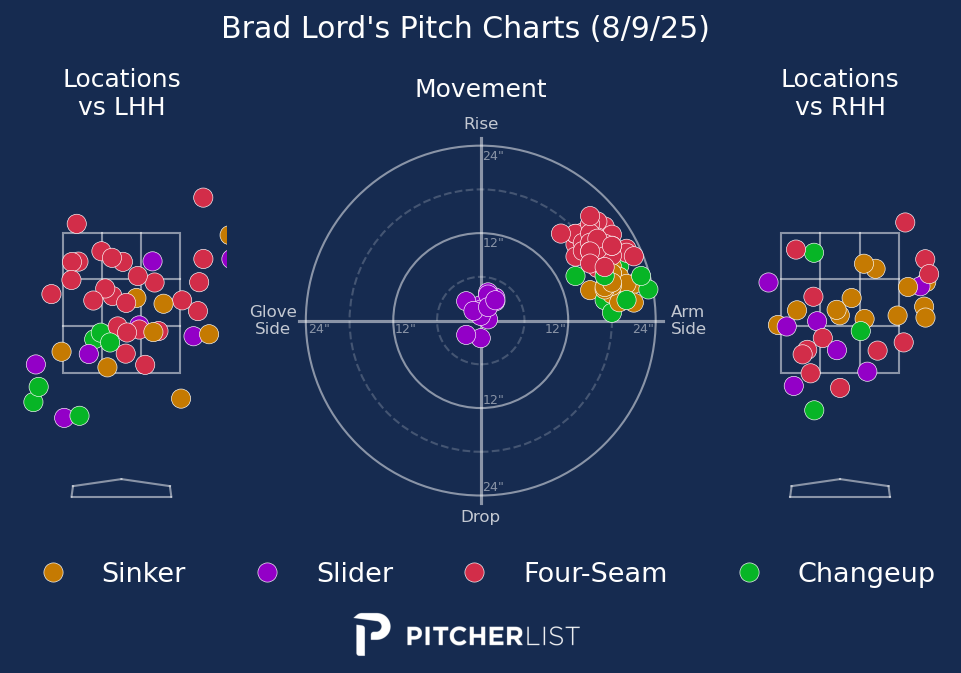 Brad Lord's Pitch Charts (8/9/25)
Locations
vs LHH
Movement
Locations
vs RHH
Rise
24"
12"
Glove
Side
24"
12"
12"
24"
Arm
Side
12"
24"
Drop
Sinker
Slider
Four-Seam
Changeup
PITCHERLIST